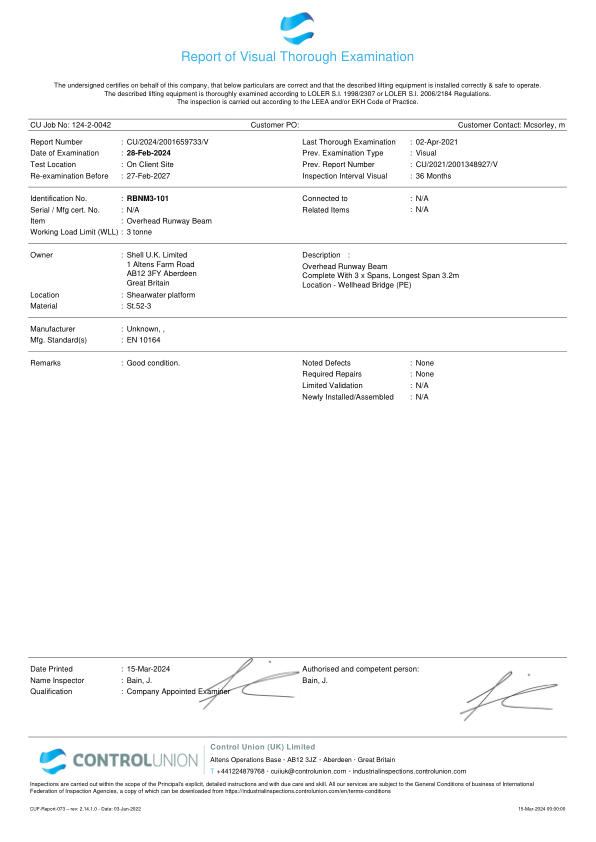 Report of Visual Thorough Examination
The undersigned certifies on behalf of this company, that below particulars are correct and that the described lifting equipment is installed correctly & safe to operate.
The described lifting equipment is thoroughly examined according to LOLER S.I. 1998/2307 or LOLER S.I. 2006/2184 Regulations.
The inspection is carried out according to the LEEA and/or EKH Code of Practice.
CU Job No: 124-2-0042 Customer PO: Customer Contact: Mcsorley, m
Report Number : CU/2024/2001659733/V Last Thorough Examination : 02-Apr-2021
Date of Examination : 28-Feb-2024 Prev. Examination Type : Visual
Test Location : On Client Site Prev. Report Number : CU/2021/2001348927/V
Re-examination Before : 27-Feb-2027 Inspection Interval Visual : 36 Months
Identification No. : RBNM3-101 Connected to : N/A
Serial / Mfg cert. No. : N/A Related Items : N/A
Item : Overhead Runway Beam
Working Load Limit (WLL) : 3 tonne
Owner : Shell U.K. Limited Description :
1 Altens Farm Road Overhead Runway Beam
AB12 3FY Aberdeen Complete With 3 x Spans, Longest Span 3.2m
Great Britain Location - Wellhead Bridge (PE)
Location : Shearwater platform
Material : St.52-3
Manufacturer : Unknown, ,
Mfg. Standard(s) : EN 10164
Remarks : Good condition. Noted Defects : None
Required Repairs : None
Limited Validation : N/A
Newly Installed/Assembled : N/A
Date Printed : 15-Mar-2024 Authorised and competent person:
Name Inspector : Bain, J. Bain, J.
Qualification : Company Appointed Examiner
CONTROLUNION
Control Union (UK) Limited
Altens Operations Base · AB12 3JZ · Aberdeen · Great Britain
T +441224879768 · cuiiuk@controlunion.com · industrialinspections.controlunion.com
Inspections are carried out within the scope of the Principal's explicit, detailed instructions and with due care and skill. All our services are subject to the General Conditions of business of International
Federation of Inspection Agencies, a copy of which can be downloaded from https://industrialinspections.controlunion.com/en/terms-conditions
CUF-Report-073 – rev: 2.14.1.0 - Date: 03-Jun-2022 15-Mar-2024 00:00:00